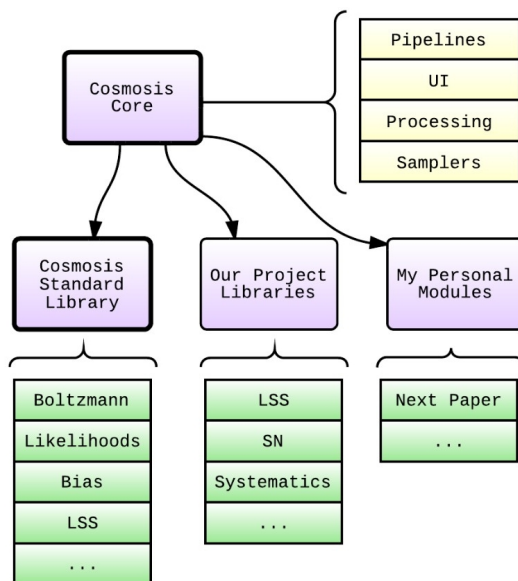 Pipelines
UI
Processing
Samplers
Cosmosis
Core
Cosmosis
Standard
Library
Our Project
Libraries
My Personal
Modules
Boltzmann
Likelihoods
Bias
LSS
...
LSS
SN
Systematics
...
Next Paper
...